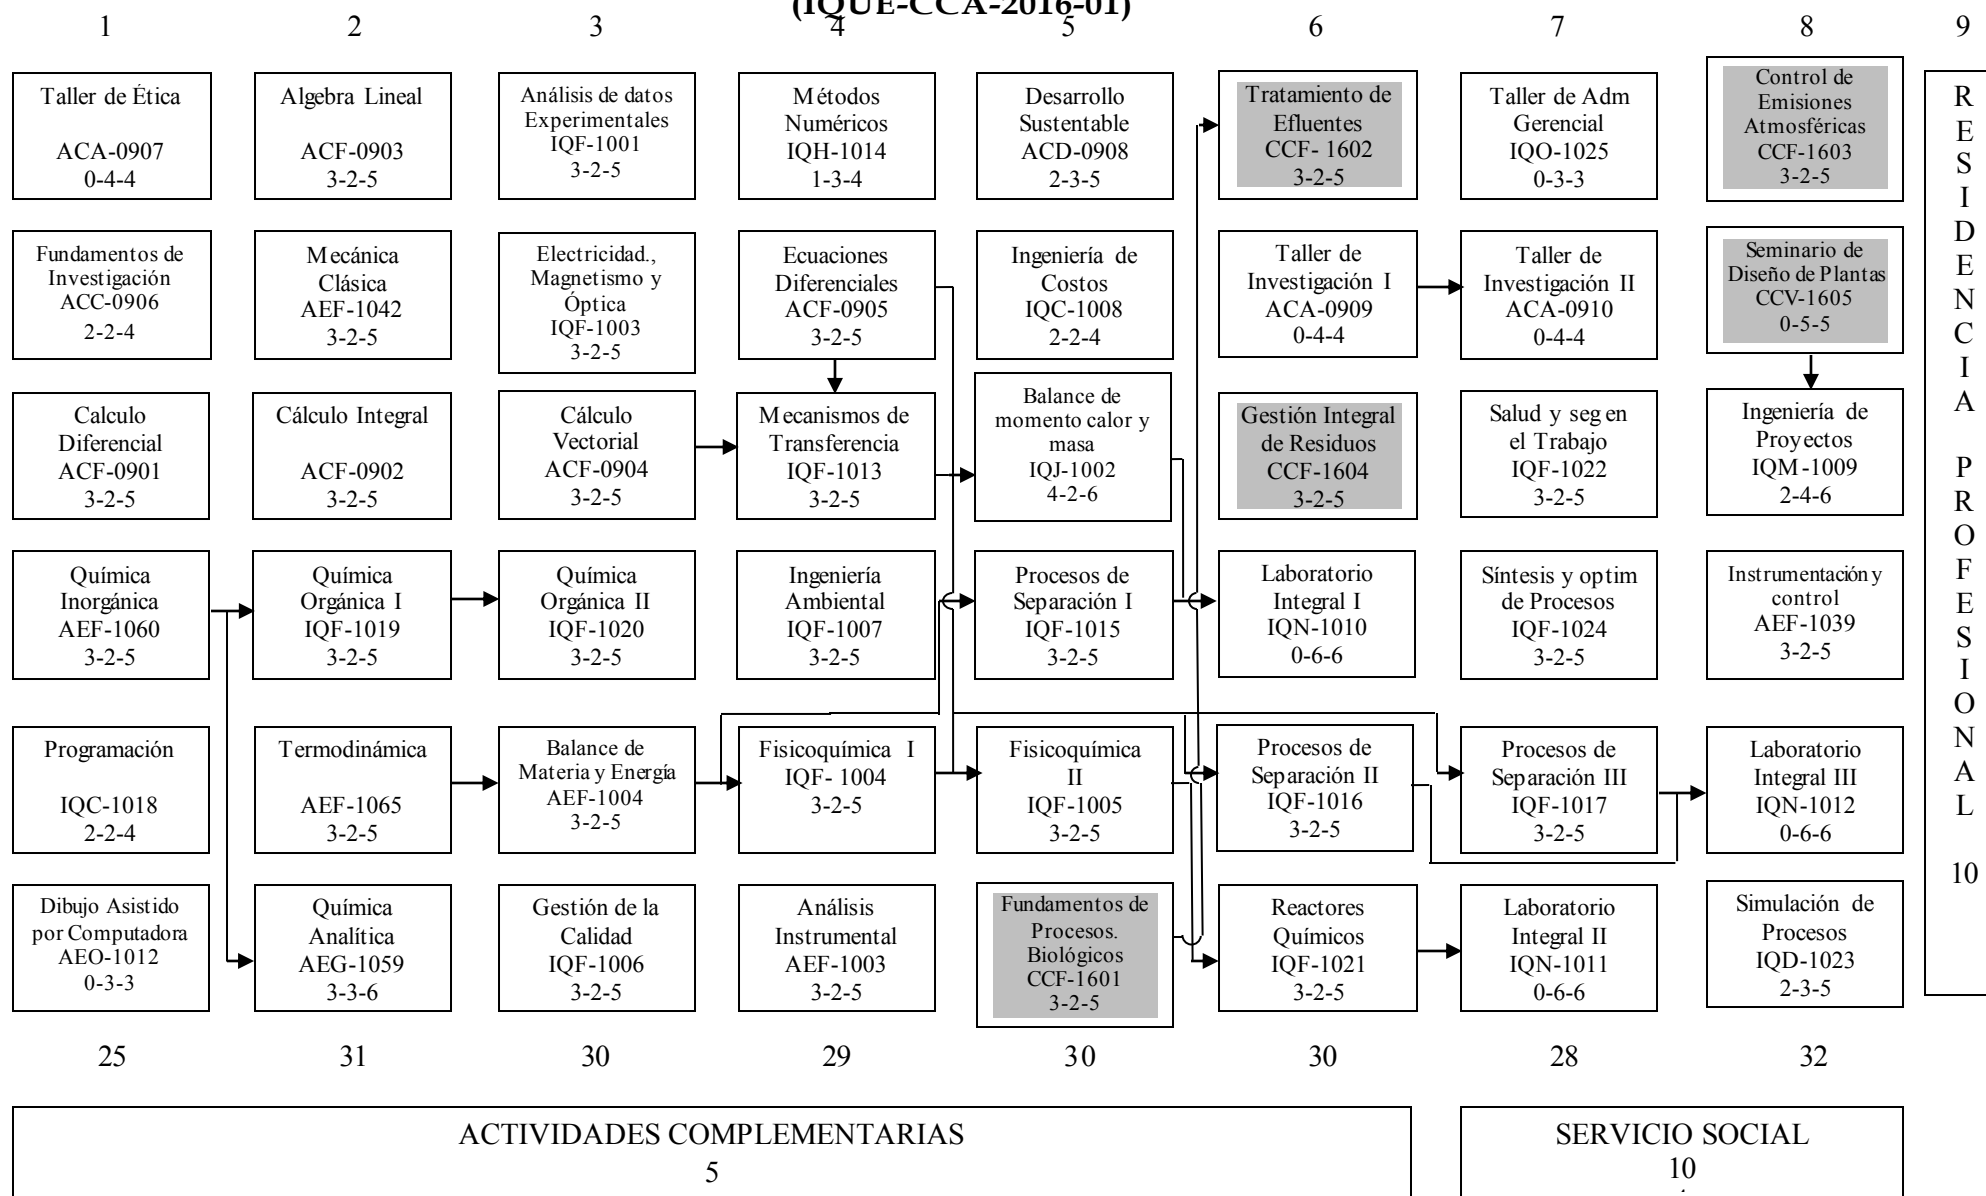 (IQUE-CCA-2016-01)
1 2 3 4 5 6 7 8 9
Taller de Ética
ACA-0907
0-4-4
Algebra Lineal
ACF-0903
3-2-5
Análisis de datos
Experimentales
IQF-1001
3-2-5
Métodos
Numéricos
IQH-1014
1-3-4
Desarrollo
Sustentable
ACD-0908
2-3-5
Tratamiento de
Efluentes
CCF- 1602
3-2-5
Taller de Adm
Gerencial
IQO-1025
0-3-3
Control de
Emisiones
Atmosféricas
CCF-1603
3-2-5
Fundamentos de
Investigación
ACC-0906
2-2-4
Mecánica
Clásica
AEF-1042
3-2-5
Electricidad.,
Magnetismo y
Óptica
IQF-1003
3-2-5
Ecuaciones
Diferenciales
ACF-0905
3-2-5
Ingeniería de
Costos
IQC-1008
2-2-4
Taller de
Investigación I
ACA-0909
0-4-4
Taller de
Investigación II
ACA-0910
0-4-4
Seminario de
Diseño de Plantas
CCV-1605
0-5-5
Calculo
Diferencial
ACF-0901
3-2-5
Cálculo Integral
ACF-0902
3-2-5
Cálculo
Vectorial
ACF-0904
3-2-5
Mecanismos de
Transferencia
IQF-1013
3-2-5
Balance de
momento calor y
masa
IQJ-1002
4-2-6
Gestión Integral
de Residuos
CCF-1604
3-2-5
Salud y seg en
el Trabajo
IQF-1022
3-2-5
Ingeniería de
Proyectos
IQM-1009
2-4-6
Química
Inorgánica
AEF-1060
3-2-5
Química
Orgánica I
IQF-1019
3-2-5
Química
Orgánica II
IQF-1020
3-2-5
Ingeniería
Ambiental
IQF-1007
3-2-5
Procesos de
Separación I
IQF-1015
3-2-5
Laboratorio
Integral I
IQN-1010
0-6-6
Síntesis y optim
de Procesos
IQF-1024
3-2-5
Instrumentación y
control
AEF-1039
3-2-5
Programación
IQC-1018
2-2-4
Termodinámica
AEF-1065
3-2-5
Balance de
Materia y Energía
AEF-1004
3-2-5
Fisicoquímica I
IQF- 1004
3-2-5
Fisicoquímica
II
IQF-1005
3-2-5
Procesos de
Separación II
IQF-1016
3-2-5
Procesos de
Separación III
IQF-1017
3-2-5
Laboratorio
Integral III
IQN-1012
0-6-6
Dibujo Asistido
por Computadora
AEO-1012
0-3-3
Química
Analítica
AEG-1059
3-3-6
Gestión de la
Calidad
IQF-1006
3-2-5
Análisis
Instrumental
AEF-1003
3-2-5
Fundamentos de
Procesos.
Biológicos
CCF-1601
3-2-5
Reactores
Químicos
IQF-1021
3-2-5
Laboratorio
Integral II
IQN-1011
0-6-6
Simulación de
Procesos
IQD-1023
2-3-5
RESIDENCIA PROFESIONAL
10
25 31 30 29 30 30 28 32
ACTIVIDADES COMPLEMENTARIAS
5
SERVICIO SOCIAL
10